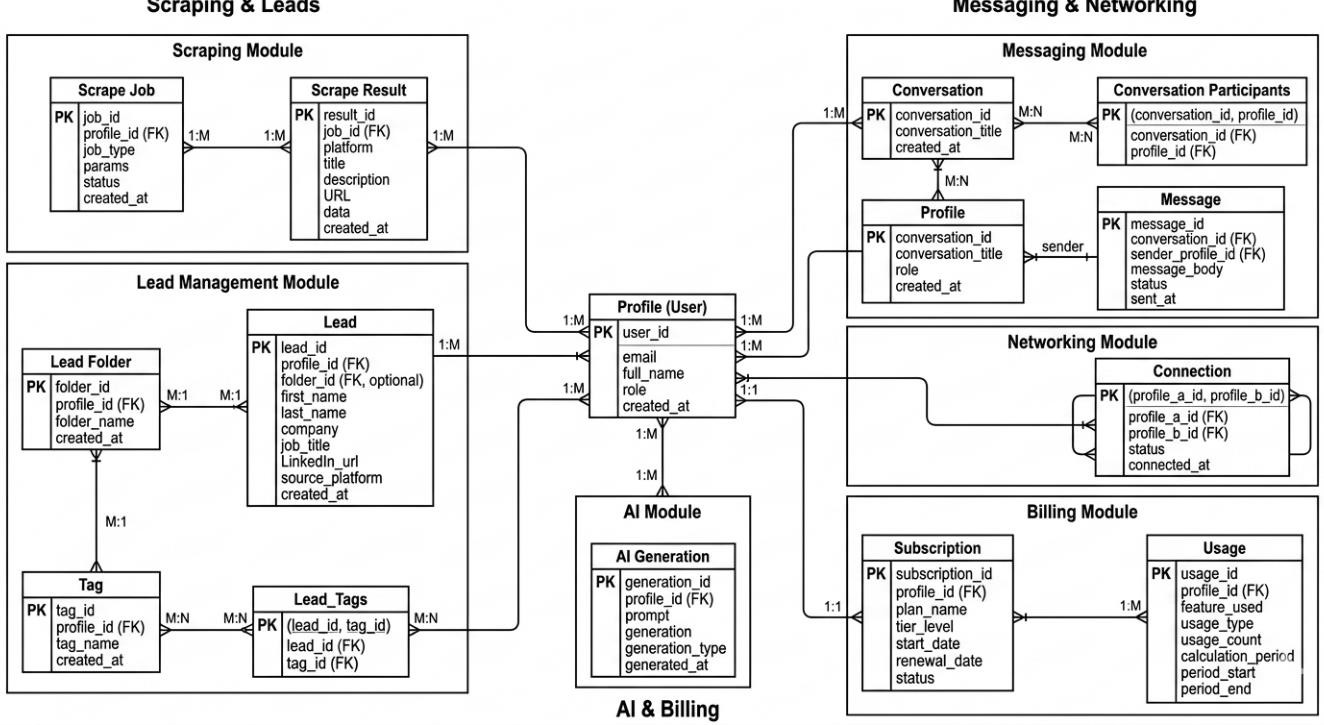 Scraping & Leads
Messaging & Networking
Scraping Module
Scrape Job
PK
job_id
profile_id (FK)
job_type
params
status
created_at
1:M
1:M
Scrape Result
PK
result_id
job_id (FK)
platform
title
description
URL
data
created_at
1:M
Lead Management Module
Lead
PK
lead_id
profile_id (FK)
folder_id (FK, optional)
first_name
last_name
company
job_title
LinkedIn_url
source_platform
created_at
1:M
Lead Folder
PK
folder_id
profile_id (FK)
folder_name
created_at
M:1
M:1
M:1
Tag
PK
tag_id
profile_id (FK)
tag_name
created_at
M:N
M:N
Lead_Tags
PK
(lead_id, tag_id)
lead_id (FK)
tag_id (FK)
M:N
1:M
1:M
Profile (User)
PK
user_id
email
full_name
role
created_at
1:M
1:M
1:1
1:M
1:M
AI Module
AI Generation
PK
generation_id
profile_id (FK)
prompt
generation
generation_type
generated_at
AI & Billing
Messaging Module
1:M
Conversation
PK
conversation_id
conversation_title
created_at
M:N
M:N
Conversation Participants
PK
(conversation_id, profile_id)
conversation_id (FK)
profile_id (FK)
M:N
Profile
PK
conversation_id
conversation_title
role
created_at
sender
Message
PK
message_id
conversation_id (FK)
sender_profile_id (FK)
message_body
status
sent_at
Networking Module
Connection
PK
(profile_a_id, profile_b_id)
profile_a_id (FK)
profile_b_id (FK)
status
connected_at
Billing Module
1:1
Subscription
PK
subscription_id
profile_id (FK)
plan_name
tier_level
start_date
renewal_date
status
1:M
Usage
PK
usage_id
profile_id (FK)
feature_used
usage_type
usage_count
calculation_period
period_start
period_end